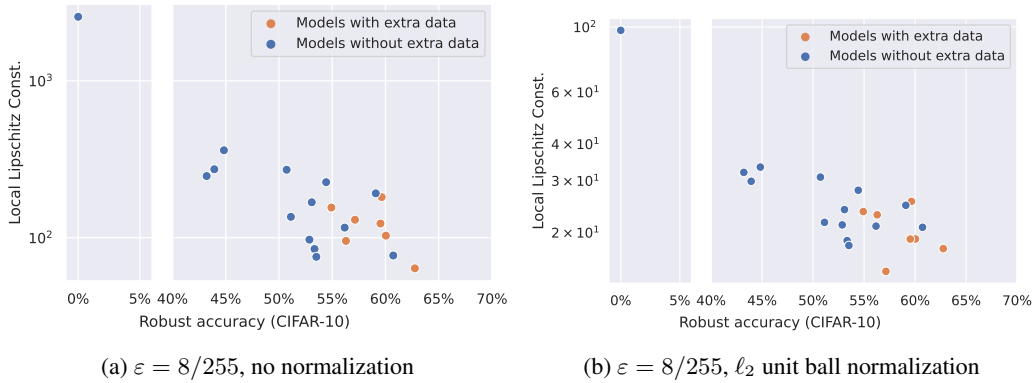 Models with extra data
Models without extra data
10³
10²
Local Lipschitz Const.
0% 5% 40% 45% 50% 55% 60% 65% 70%
Robust accuracy (CIFAR-10)
(a) ε = 8/255, no normalization
Models with extra data
Models without extra data
10²
6 × 10¹
4 × 10¹
3 × 10¹
2 × 10¹
Local Lipschitz Const.
0% 5% 40% 45% 50% 55% 60% 65% 70%
Robust accuracy (CIFAR-10)
(b) ε = 8/255, ℓ₂ unit ball normalization